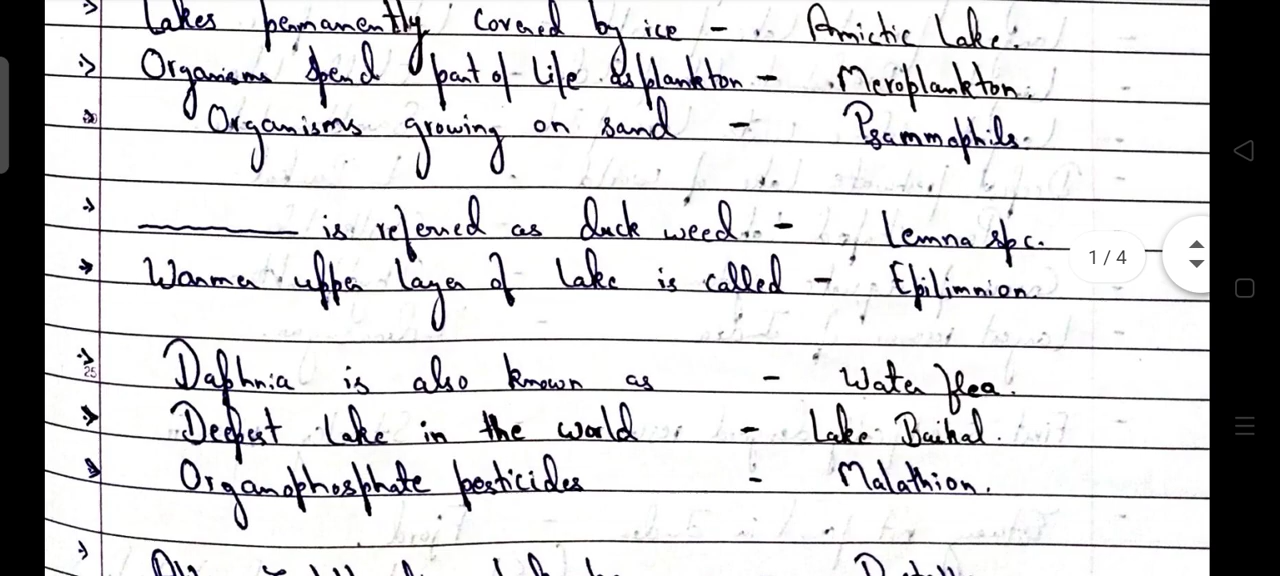 Lakes permanently covered by ice - Amictic Lake.
Organisms spend part of life as plankton - Meroplankton.
Organisms growing on sand - Psammophils.
is referred as duck weed. - Lemna spc.
1 / 4
Warmer upper layer of lake is called - Epilimnion.
25
Daphnia is also known as - Water flea.
Deepest lake in the world - Lake Baikal.
Organophosphate pesticides - Malathion.